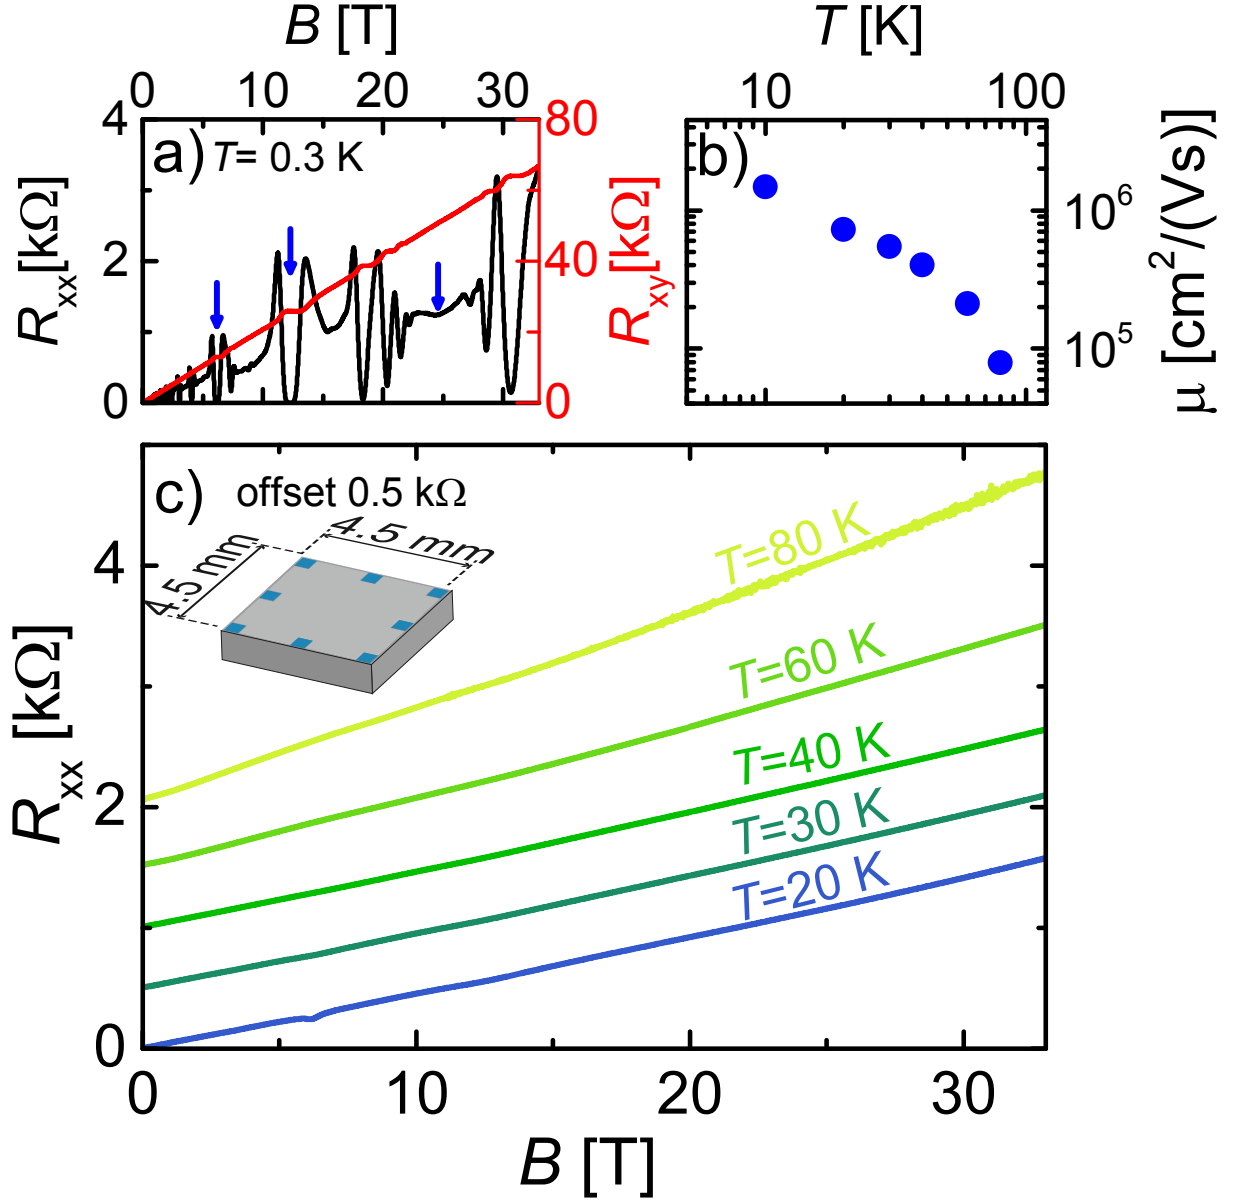 B [T]
T [K]
0 10 20 30
10 100
4
2
0
R_xx [kΩ]
a) T= 0.3 K
80
40
0
R_xy [kΩ]
b)
10^6
10^5
μ [cm^2/(Vs)]
c) offset 0.5 kΩ
4.5 mm
4.5 mm
T=80 K
T=60 K
T=40 K
T=30 K
T=20 K
4
2
0
R_xx [kΩ]
0 10 20 30
B [T]